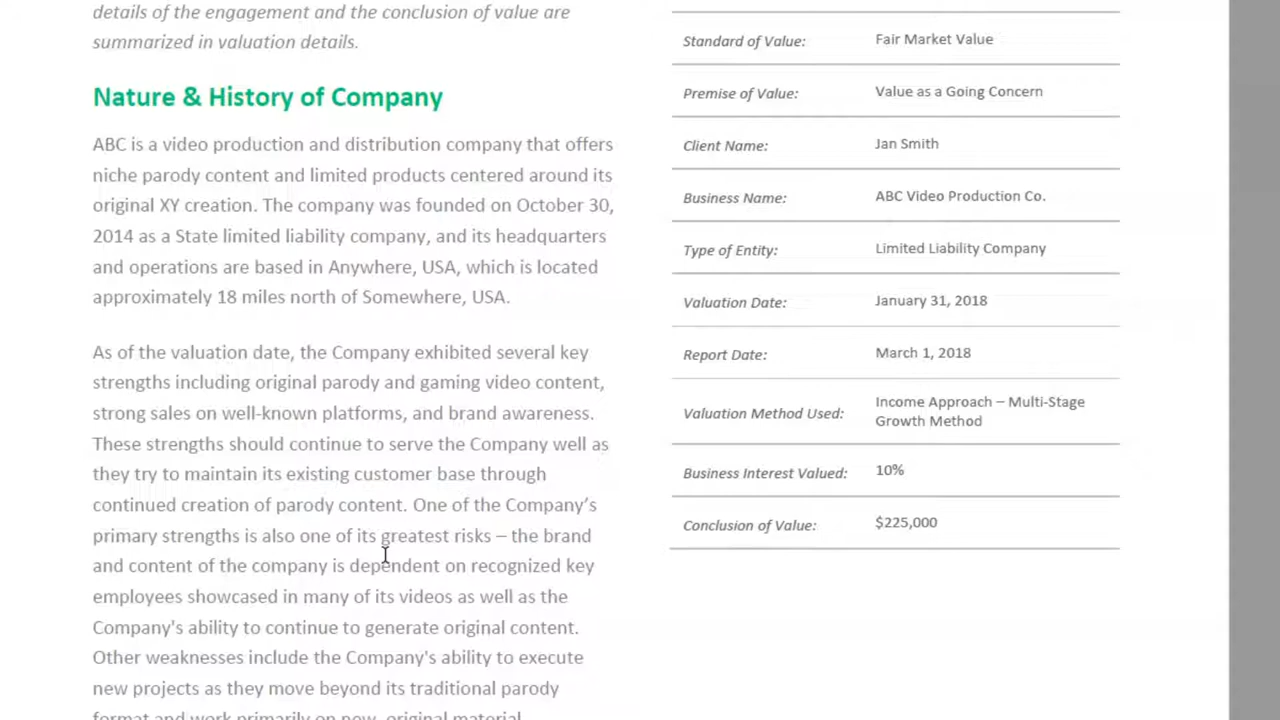 details of the engagement and the conclusion of value are
summarized in valuation details.
Nature & History of Company
ABC is a video production and distribution company that offers
niche parody content and limited products centered around its
original XY creation. The company was founded on October 30,
2014 as a State limited liability company, and its headquarters
and operations are based in Anywhere, USA, which is located
approximately 18 miles north of Somewhere, USA.
As of the valuation date, the Company exhibited several key
strengths including original parody and gaming video content,
strong sales on well-known platforms, and brand awareness.
These strengths should continue to serve the Company well as
they try to maintain its existing customer base through
continued creation of parody content. One of the Company’s
primary strengths is also one of its greatest risks – the brand
and content of the company is dependent on recognized key
employees showcased in many of its videos as well as the
Company's ability to continue to generate original content.
Other weaknesses include the Company's ability to execute
new projects as they move beyond its traditional parody
format and work primarily on new, original material.
Standard of Value: Fair Market Value
Premise of Value: Value as a Going Concern
Client Name: Jan Smith
Business Name: ABC Video Production Co.
Type of Entity: Limited Liability Company
Valuation Date: January 31, 2018
Report Date: March 1, 2018
Valuation Method Used: Income Approach – Multi-Stage
Growth Method
Business Interest Valued: 10%
Conclusion of Value: $225,000